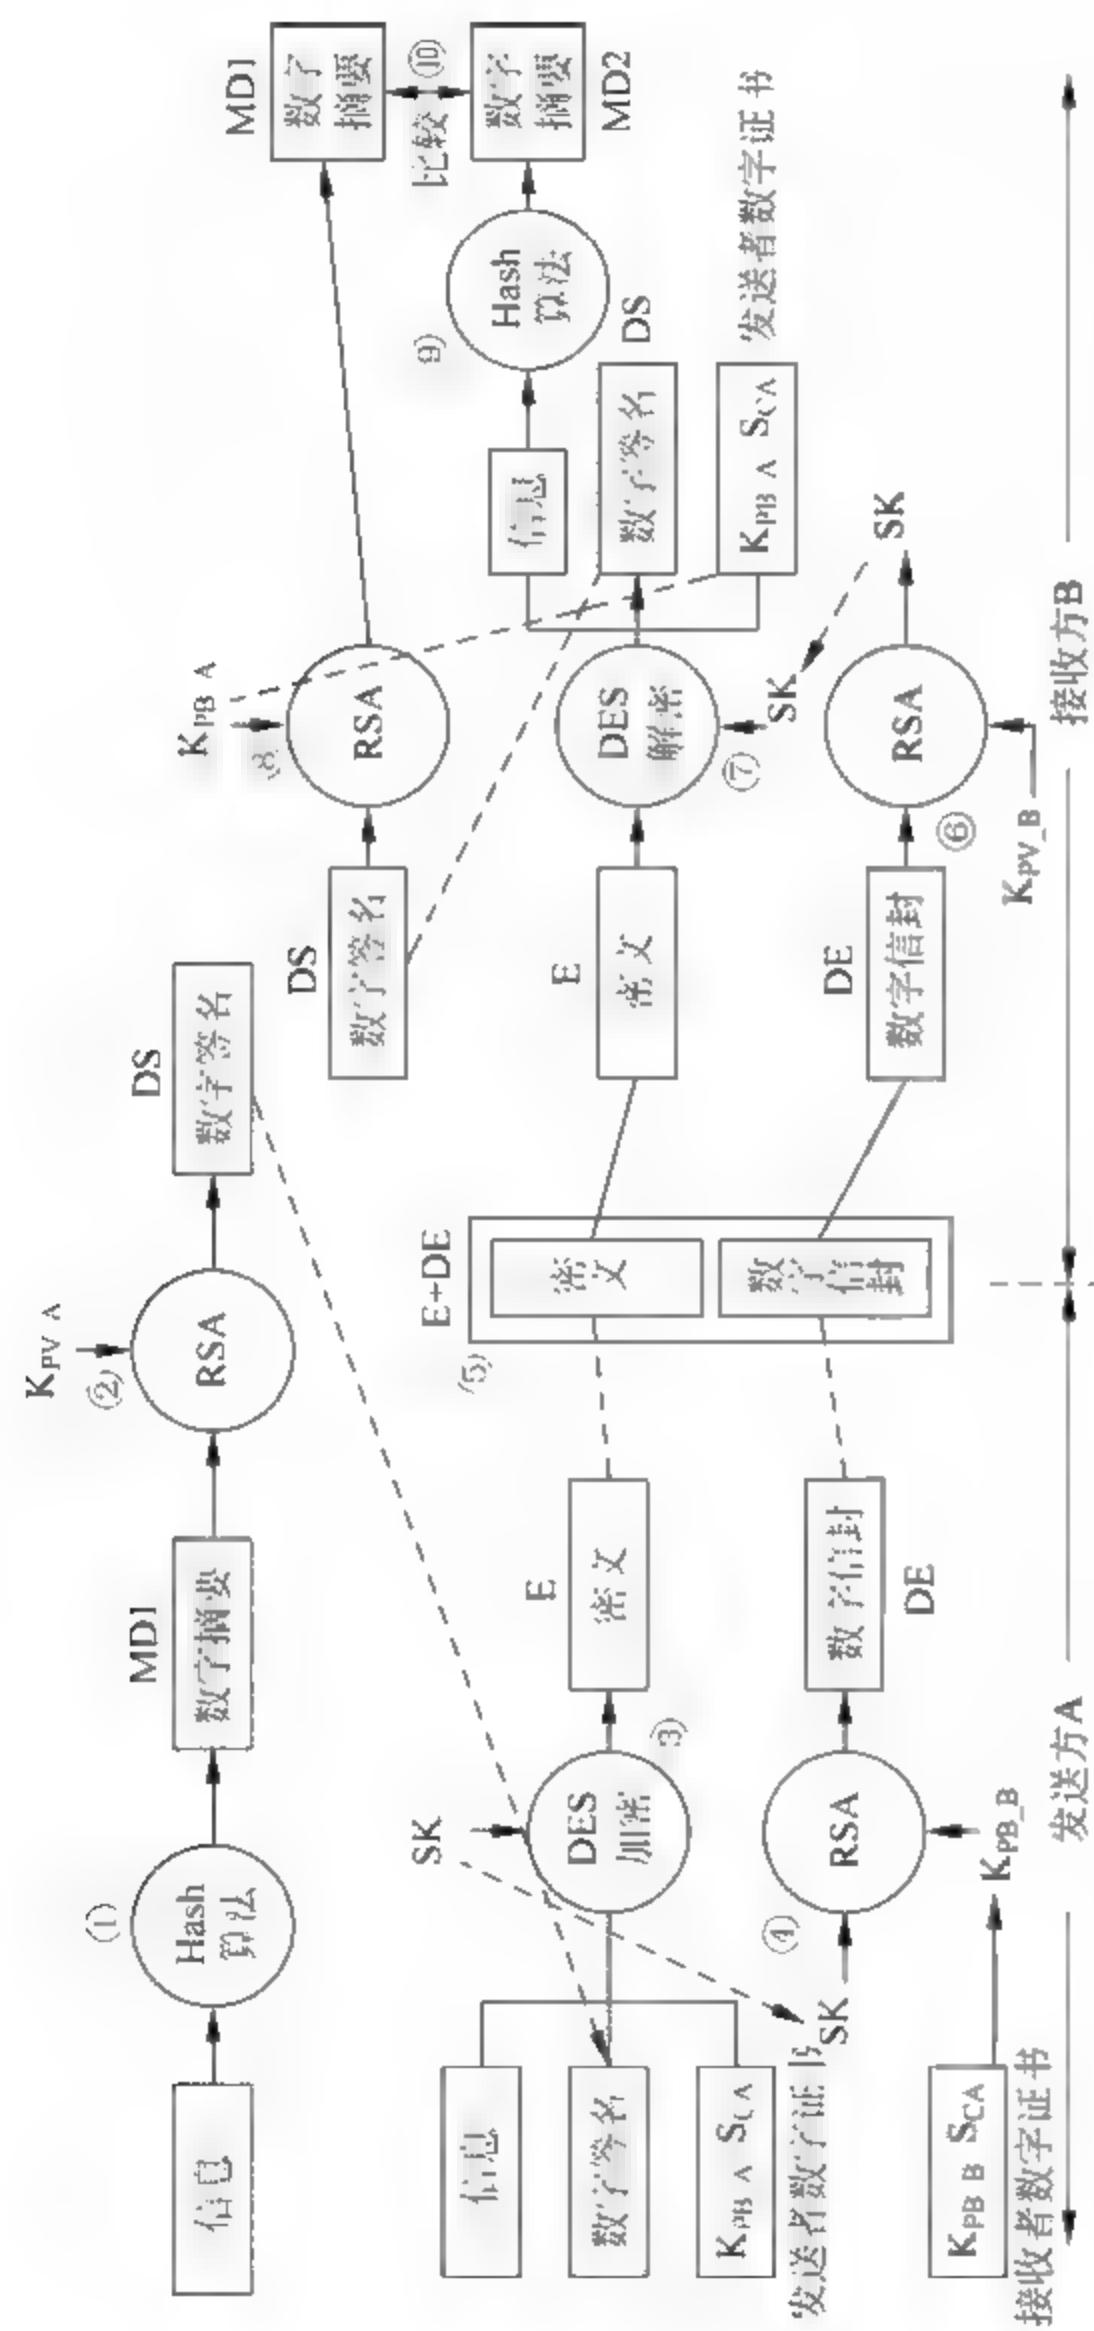 信息
①
Hash
算法
MD1
数字摘要
K_PV A
②
RSA
DS
数字签名
信息
数字签名
K_PB A S_CA
发送者数字证书
SK
DES
加密
③
E
密文
K_PB B S_CA
接收者数字证书
SK
④
RSA
K_PB_B
数字信封
DE
⑤
E+DE
密文
数字信封
DS
数字签名
K_PB A
⑧
RSA
MD1
数字
摘要
比较
⑩
数字
摘要
MD2
E
密文
DES
解密
⑦
SK
信息
⑨
Hash
算法
DS
数字签名
K_PB A S_CA
发送者数字证书
DE
数字信封
⑥
RSA
K_PV_B
SK
发送方A
接收方B